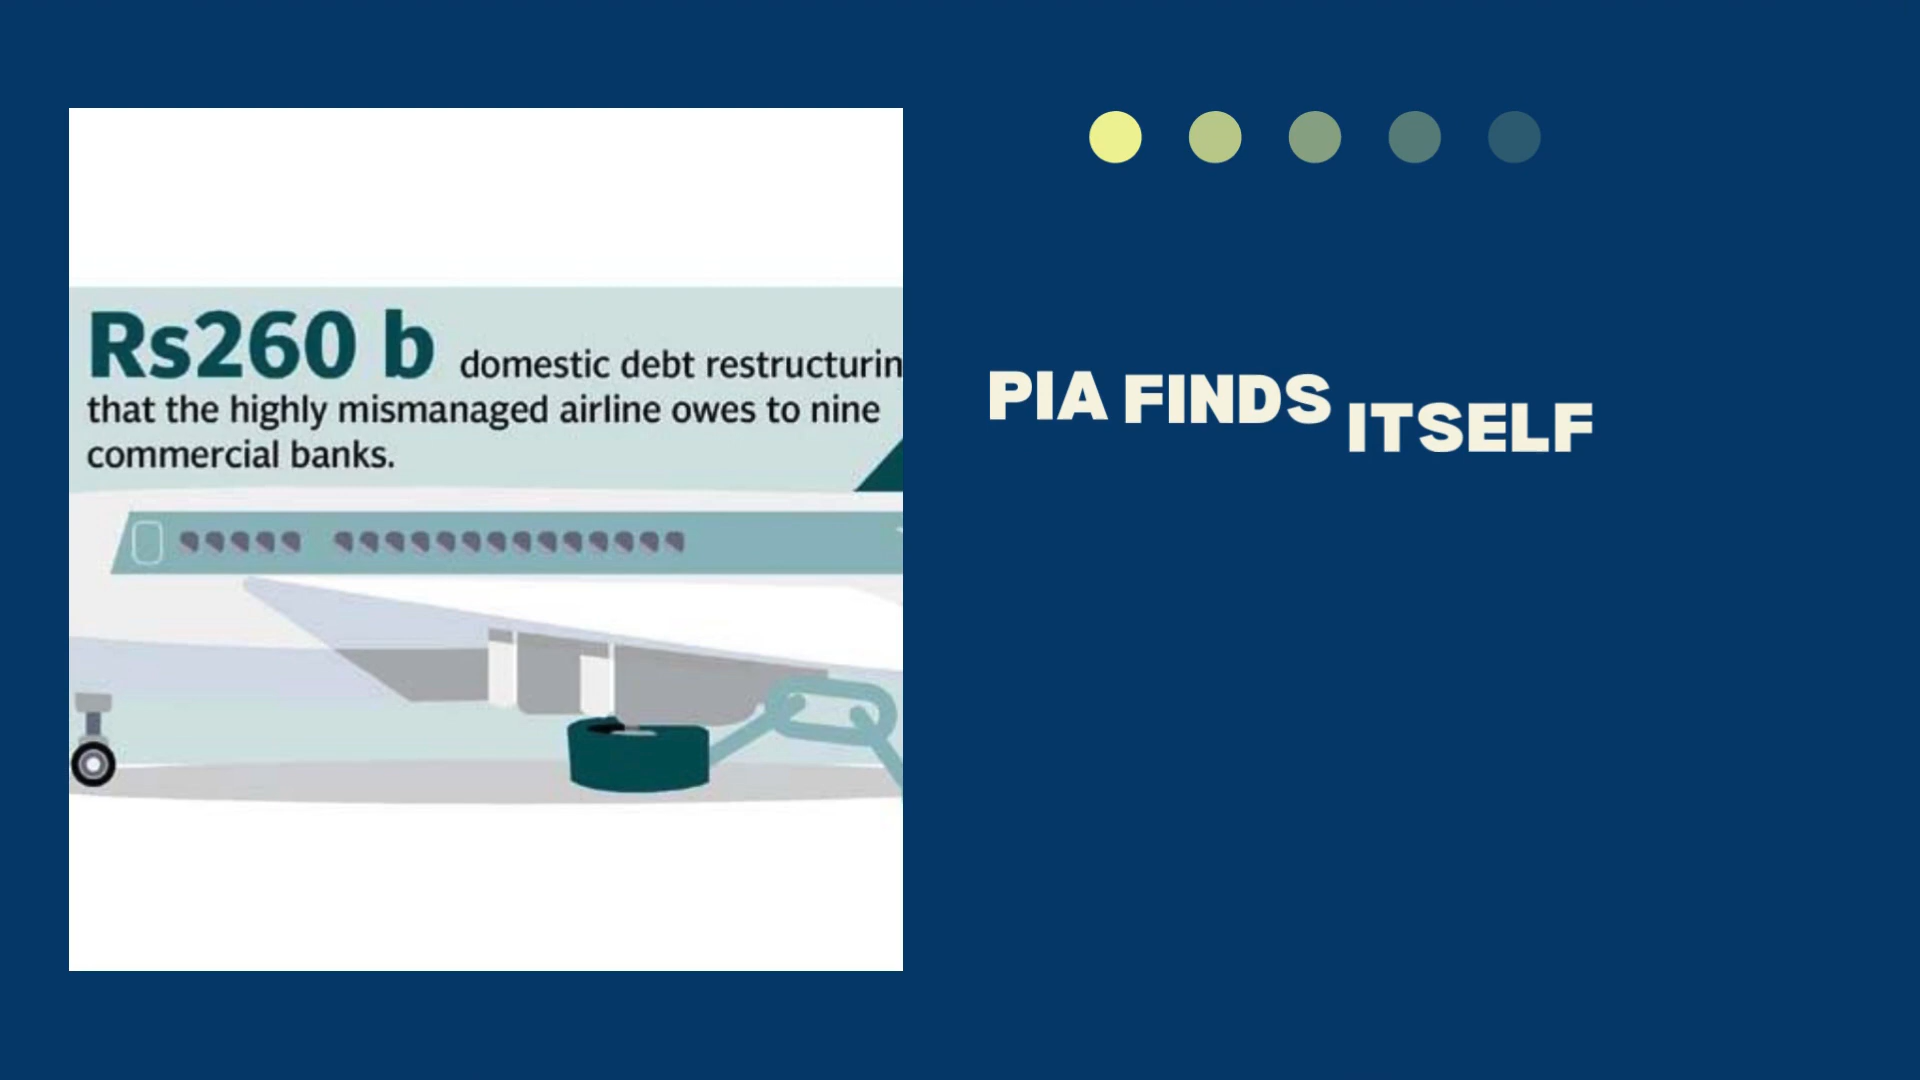 Rs260 b domestic debt restructurin
that the highly mismanaged airline owes to nine
commercial banks.
PIA FINDS ITSELF